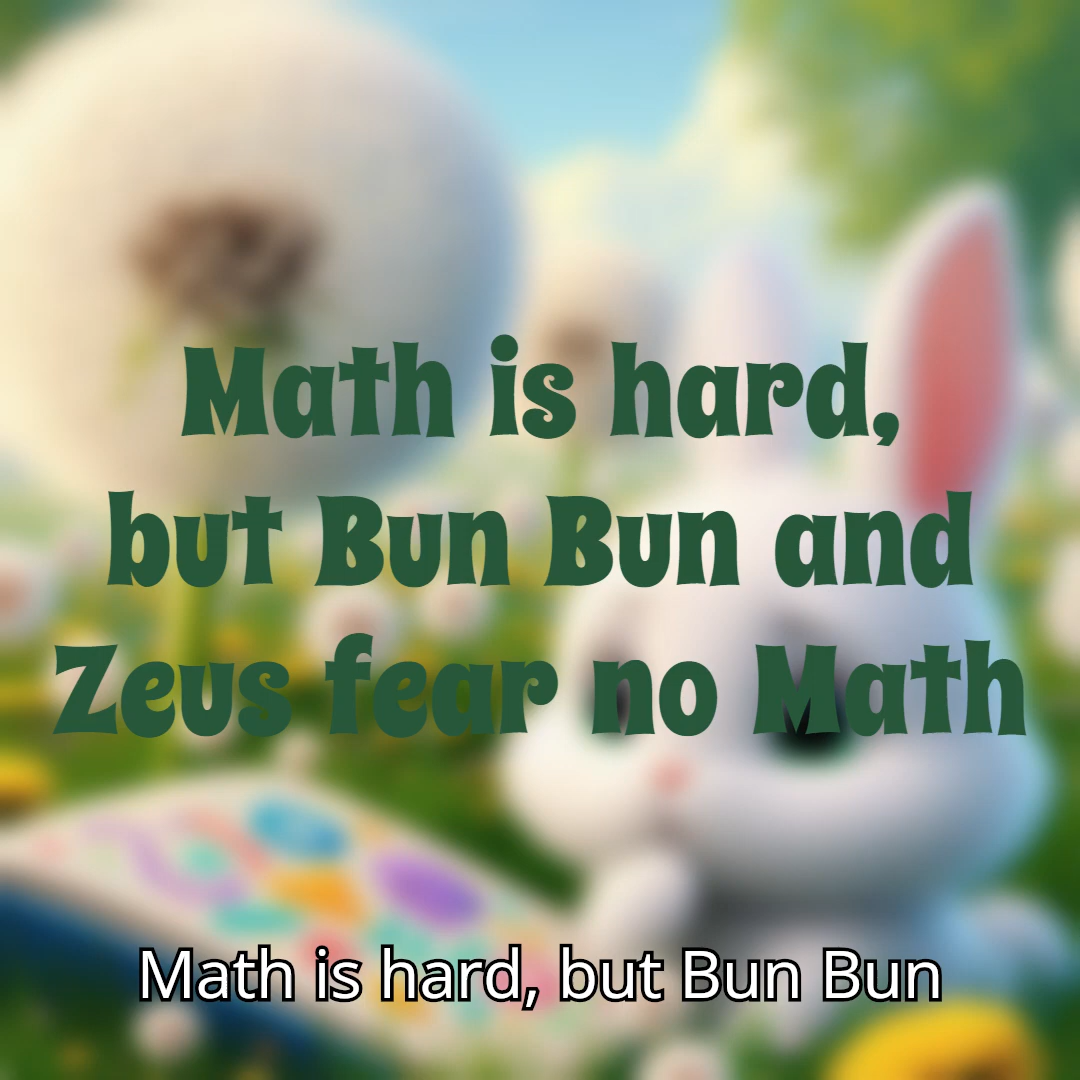 Math is hard,
but Bun Bun and
Zeus fear no Math
Math is hard, but Bun Bun